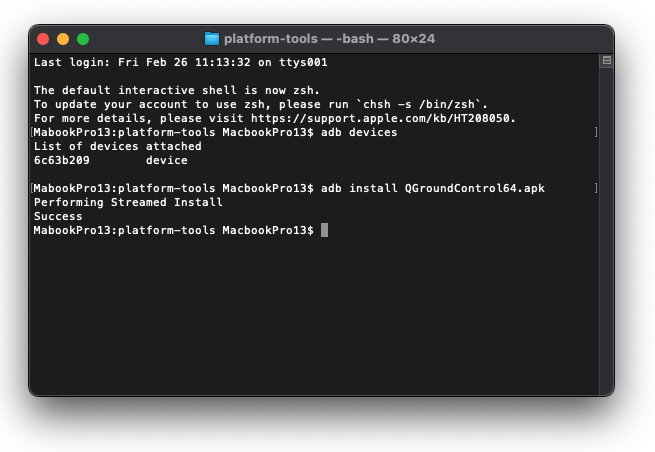 platform-tools — -bash — 80×24
Last login: Fri Feb 26 11:13:32 on ttys001
The default interactive shell is now zsh.
To update your account to use zsh, please run `chsh -s /bin/zsh`.
For more details, please visit https://support.apple.com/kb/HT208050.
[MabookPro13:platform-tools MacbookPro13$ adb devices ]
List of devices attached
6c63b209 device
[MabookPro13:platform-tools MacbookPro13$ adb install QGroundControl64.apk ]
Performing Streamed Install
Success
MabookPro13:platform-tools MacbookPro13$